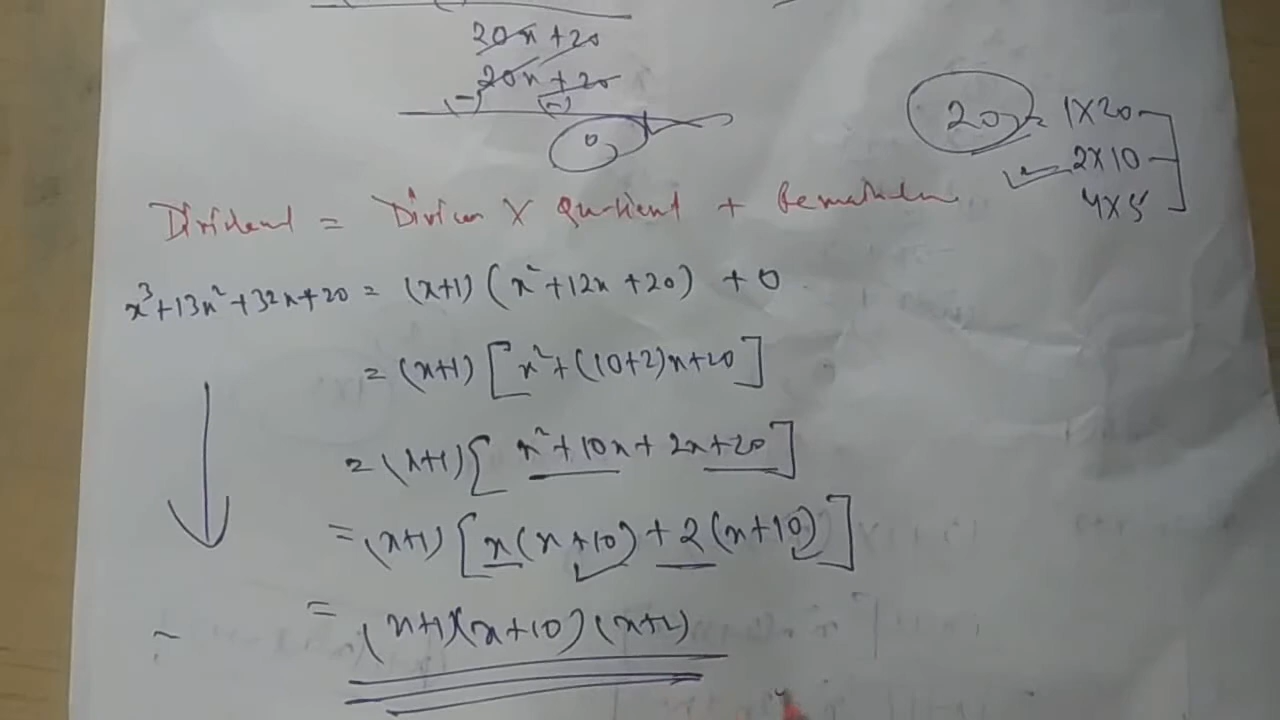 20x + 20
20x + 20
(-) (-)
0
20 = 1 X 20
2 X 10
4 X 5
Divident = Divisor X Quotient + Remainder
x³+13x²+32x+20 = (x+1) (x²+12x+20) + 0
= (x+1) [x²+(10+2)x+20]
= (x+1) [x²+10x+2x+20]
= (x+1) [x(x+10)+2(x+10)]
= (x+1)(x+10)(x+2)